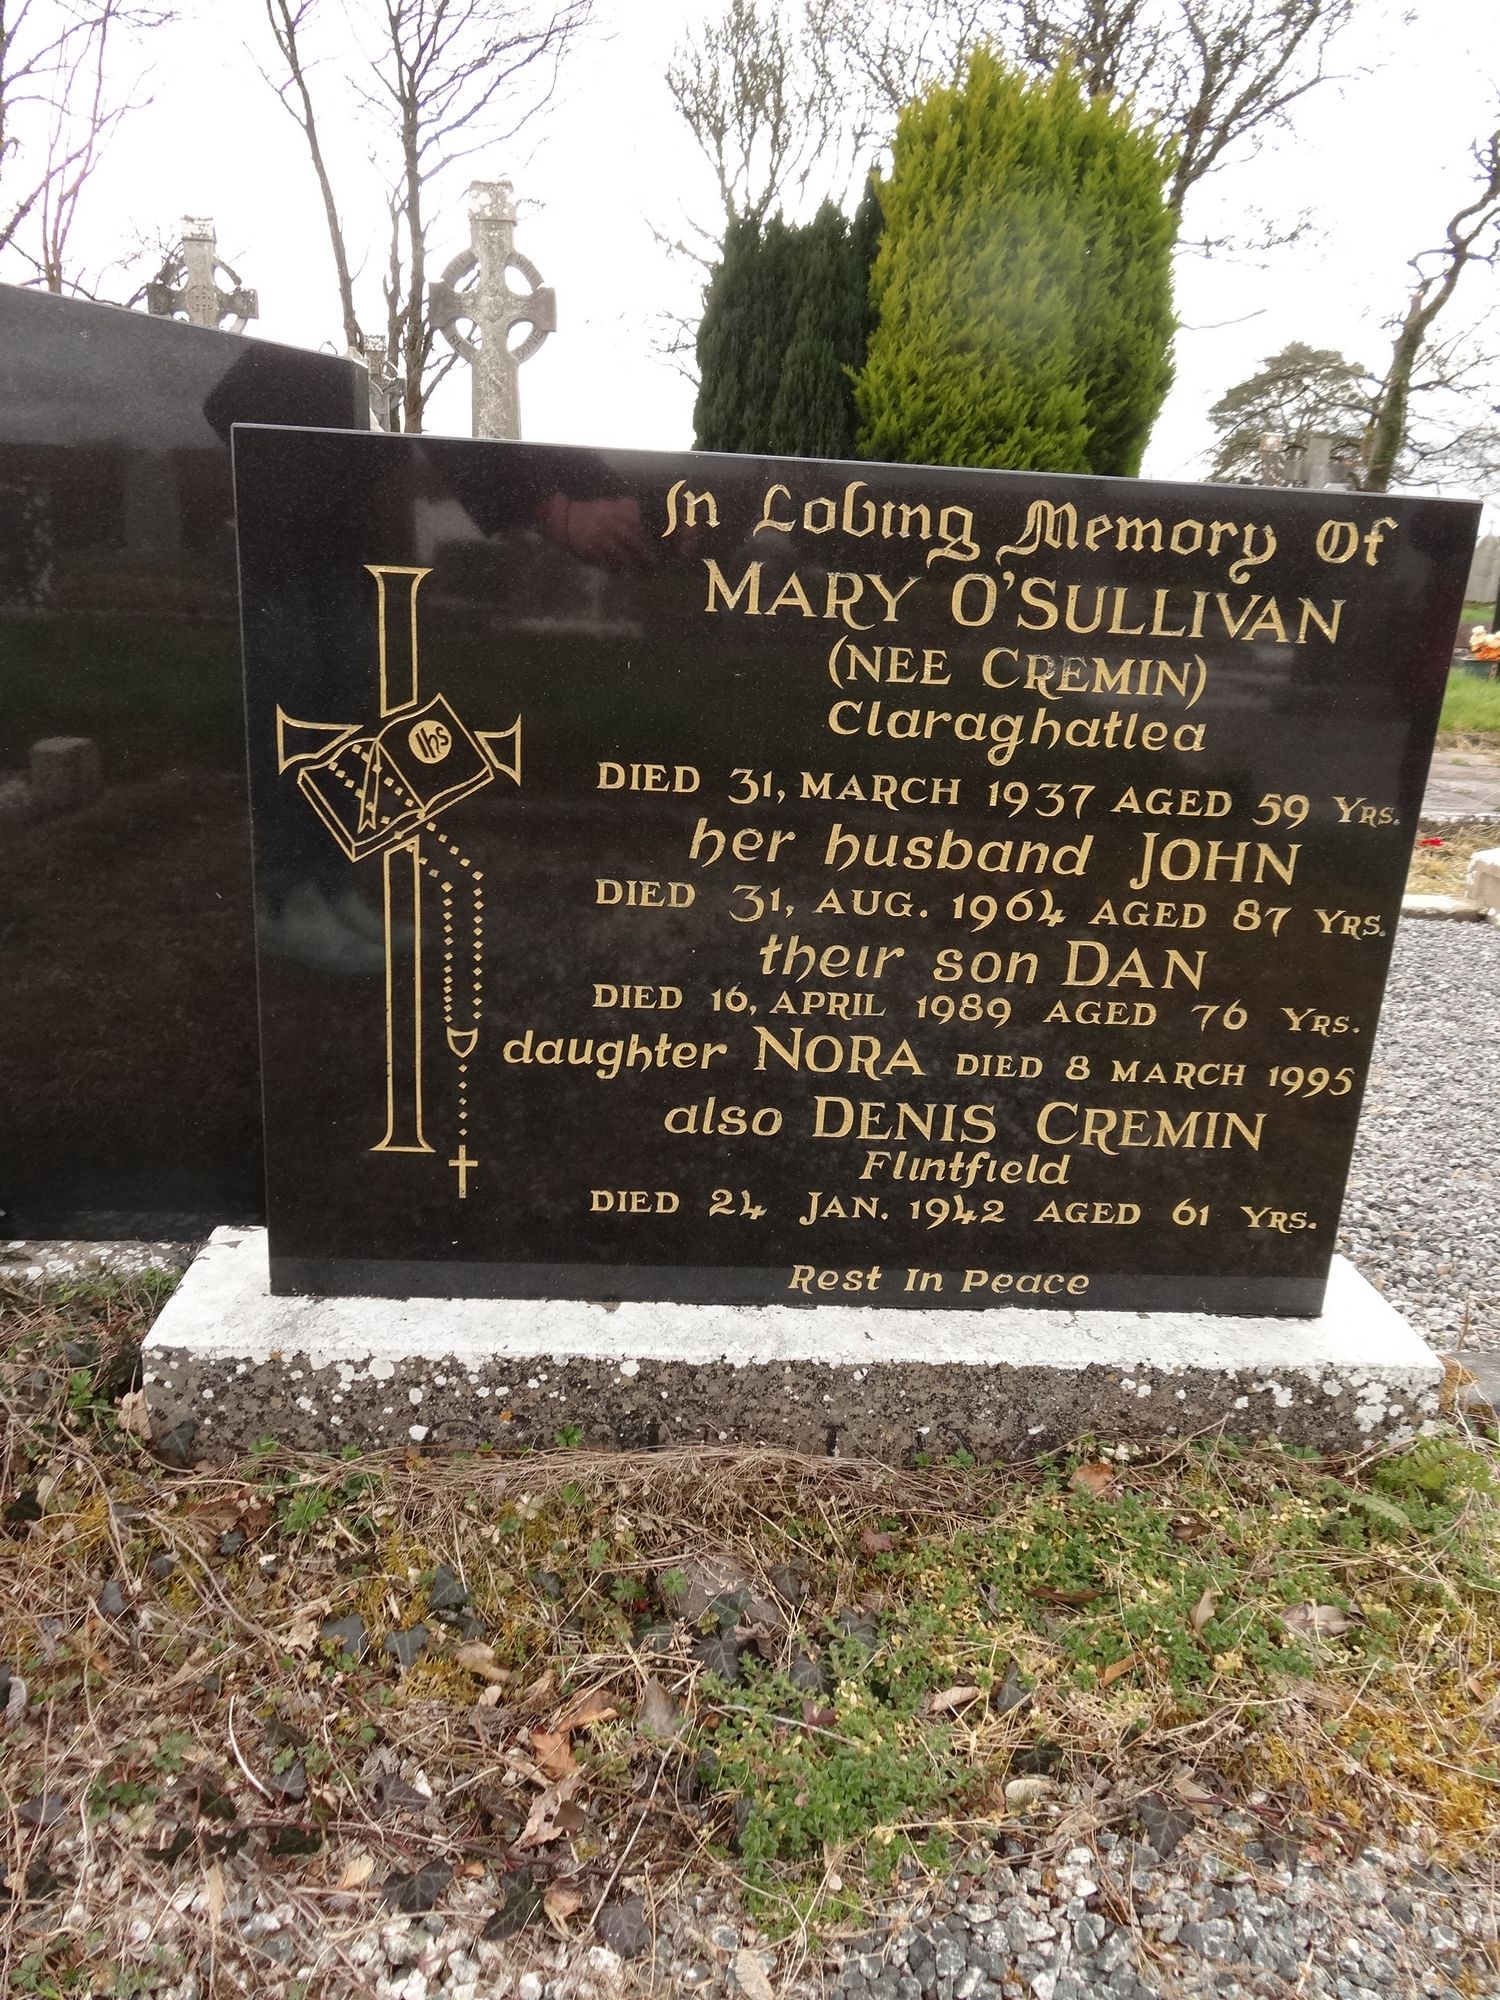 In Loving Memory Of
MARY O'SULLIVAN
(NEE CREMIN)
Claraghatlea
DIED 31, MARCH 1937 AGED 59 YRS.
her husband JOHN
DIED 31, AUG. 1964 AGED 87 YRS.
their son DAN
DIED 16, APRIL 1989 AGED 76 YRS.
daughter NORA DIED 8 MARCH 1995
also DENIS CREMIN
Flintfield
DIED 24 JAN. 1942 AGED 61 YRS.
Rest In Peace
ihs